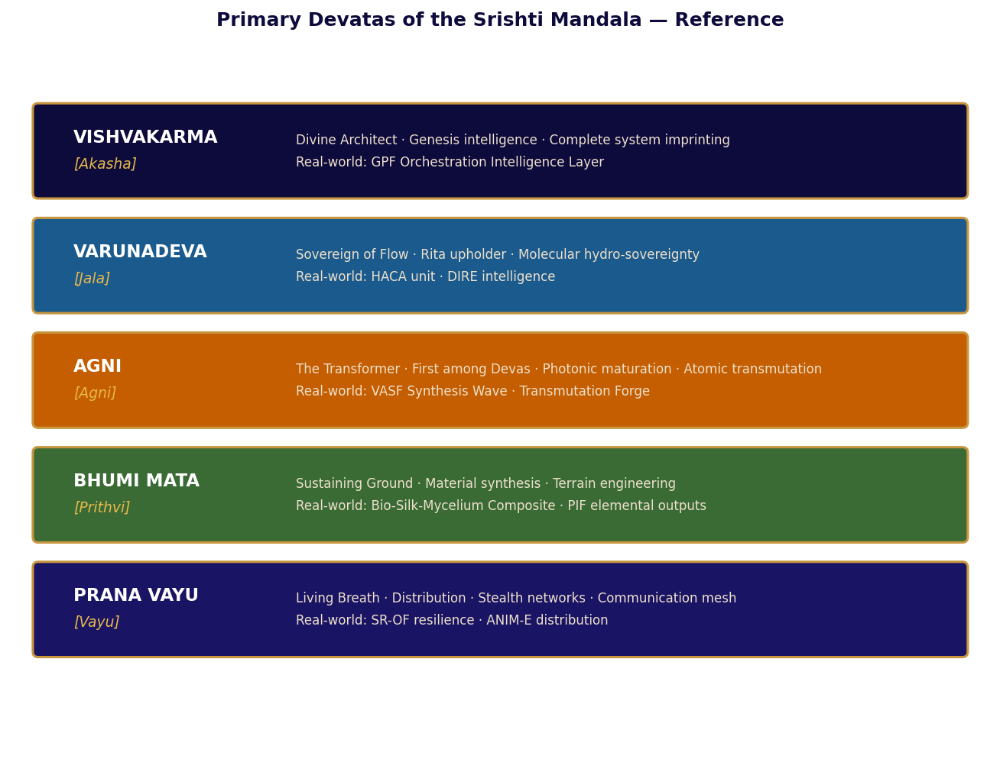 Primary Devatas of the Srishti Mandala — Reference
VISHVAKARMA
[Akasha]
Divine Architect · Genesis intelligence · Complete system imprinting
Real-world: GPF Orchestration Intelligence Layer
VARUNADEVA
[Jala]
Sovereign of Flow · Rita upholder · Molecular hydro-sovereignty
Real-world: HACA unit · DIRE intelligence
AGNI
[Agni]
The Transformer · First among Devas · Photonic maturation · Atomic transmutation
Real-world: VASF Synthesis Wave · Transmutation Forge
BHUMI MATA
[Prithvi]
Sustaining Ground · Material synthesis · Terrain engineering
Real-world: Bio-Silk-Mycelium Composite · PIF elemental outputs
PRANA VAYU
[Vayu]
Living Breath · Distribution · Stealth networks · Communication mesh
Real-world: SR-OF resilience · ANIM-E distribution